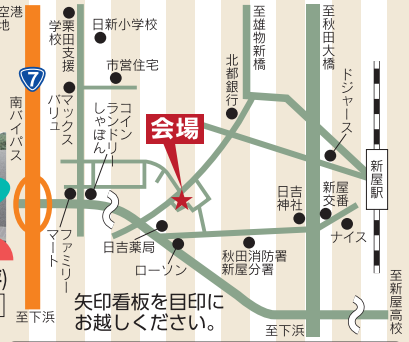 空港
地
栗田支援
学校
日新小学校
至雄物新橋
至秋田大橋
7
市営住宅
北都銀行
ドジャース
南バイパス
マックス
バリュ
コイン
ランドリー
しゃぼん
会場
新屋駅
日吉
神社
新屋
交番
ナイス
ファミリー
マート
日吉薬局
ローソン
秋田消防署
新屋分署
矢印看板を目印に
お越しください。
至下浜
至下浜
至新屋高校